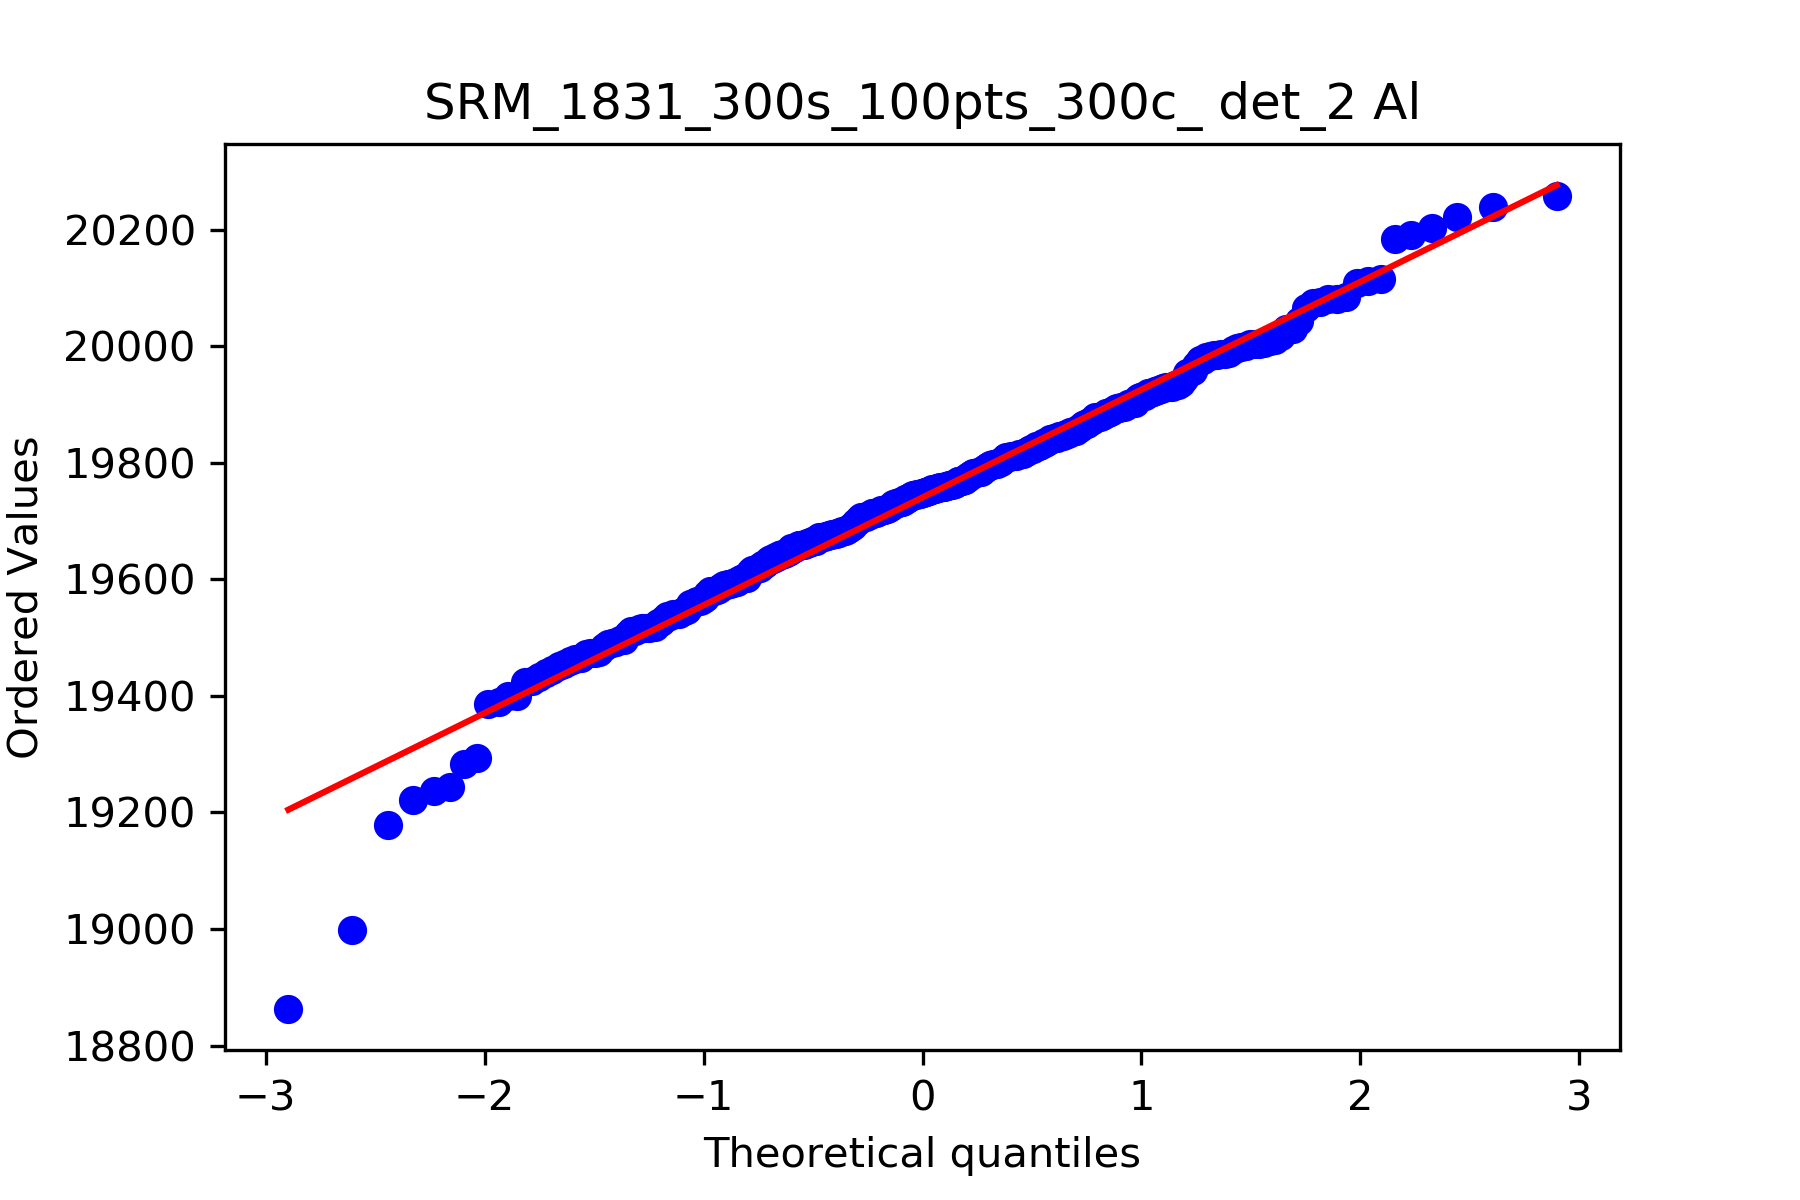 SRM_1831_300s_100pts_300c_ det_2 Al
Ordered Values
20200
20000
19800
19600
19400
19200
19000
18800
−3 −2 −1 0 1 2 3
Theoretical quantiles